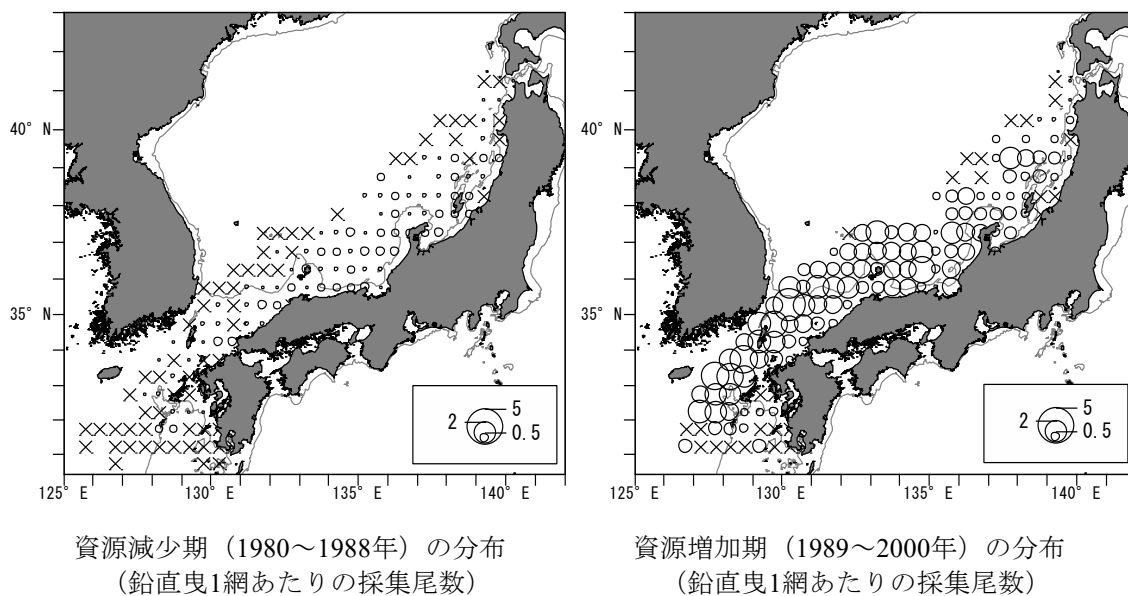 40° N
35° N
125° E
130° E
135° E
140° E
2
5
0.5
資源減少期（1980～1988年）の分布
（鉛直曳1網あたりの採集尾数）
40° N
35° N
125° E
130° E
135° E
140° E
2
5
0.5
資源増加期（1989～2000年）の分布
（鉛直曳1網あたりの採集尾数）